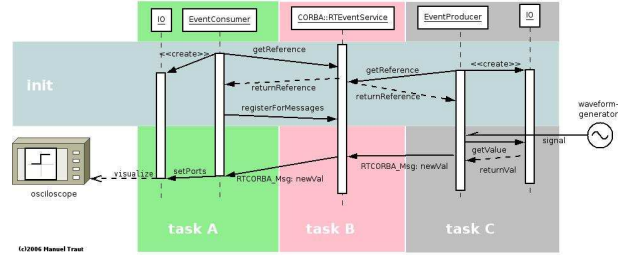 IO
EventConsumer
CORBA::RTEventService
EventProducer
IO
<<create>>
getReference
getReference
<<create>>
init
returnReference
returnReference
registerForMessages
waveform-
generator
signal
getValue
returnVal
osciloscope
visualize
setPorts
RTCORBA_Msg: newVal
RTCORBA_Msg: newVal
task A
task B
task C
(c)2006 Manuel Traut